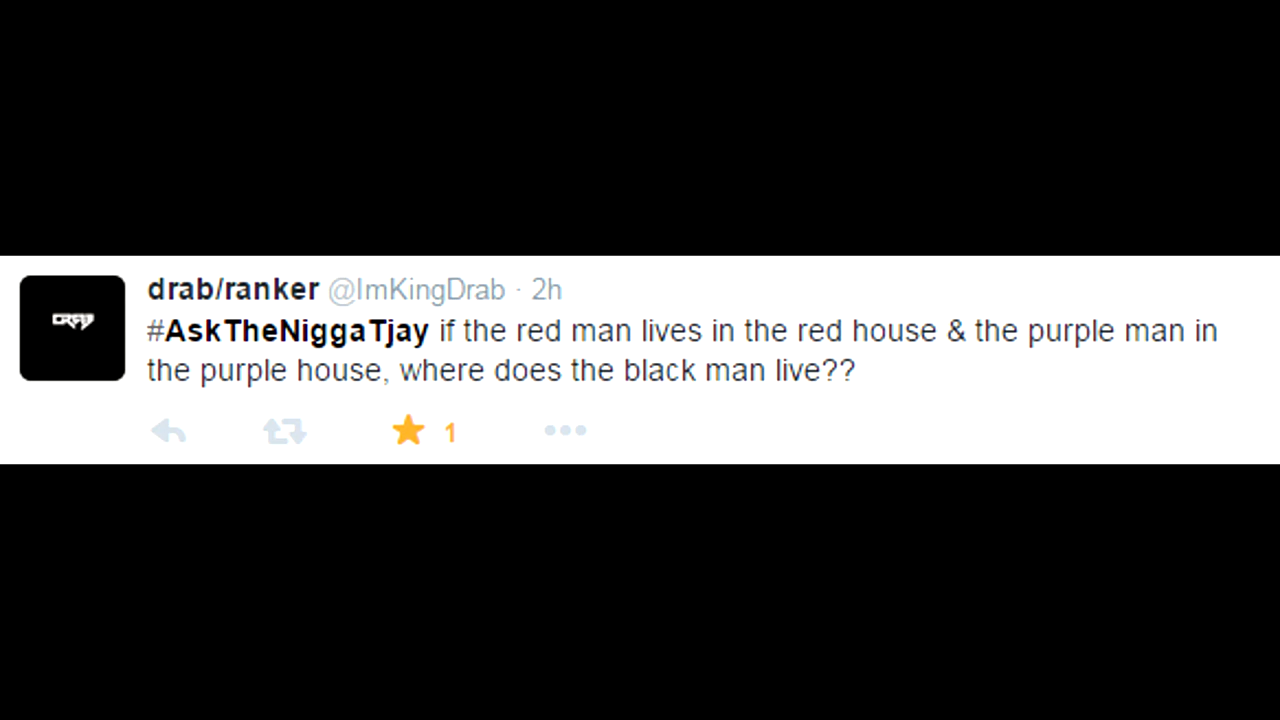 drab/ranker @ImKingDrab · 2h
#AskTheNiggaTjay if the red man lives in the red house & the purple man in
the purple house, where does the black man live??
1